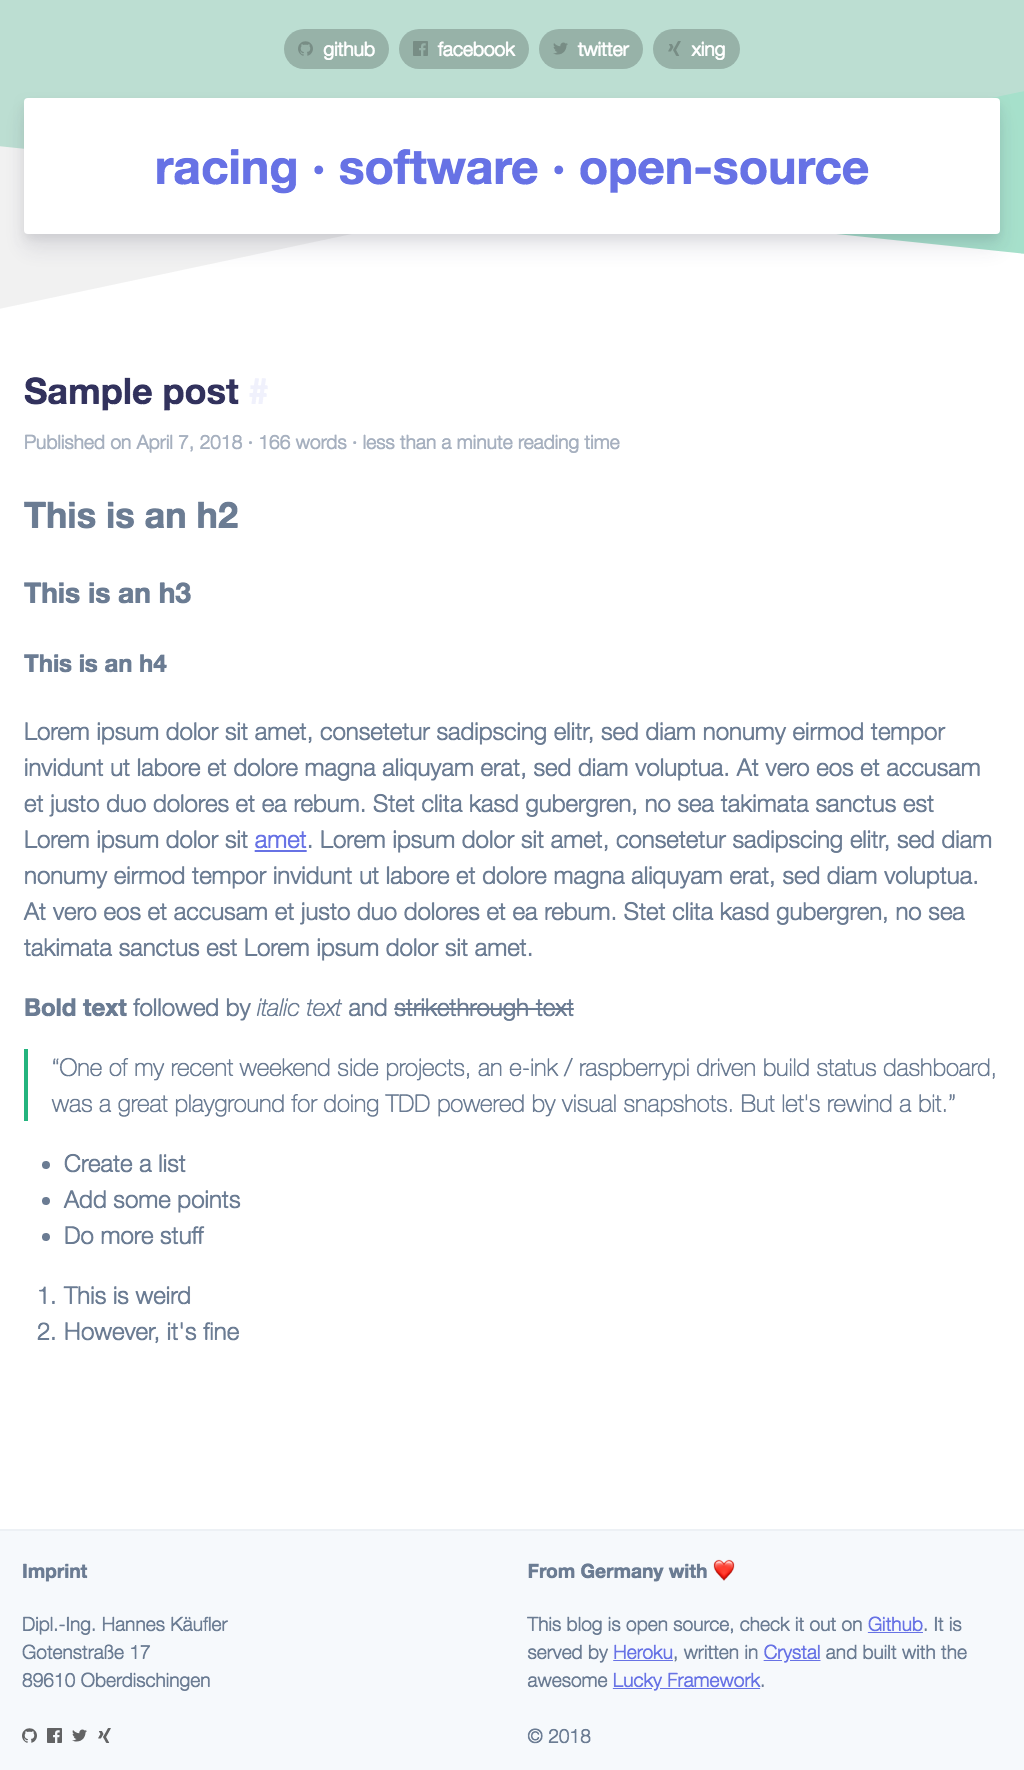 github facebook twitter xing
racing · software · open-source
Sample post #
Published on April 7, 2018 · 166 words · less than a minute reading time
This is an h2
This is an h3
This is an h4
Lorem ipsum dolor sit amet, consetetur sadipscing elitr, sed diam nonumy eirmod tempor
invidunt ut labore et dolore magna aliquyam erat, sed diam voluptua. At vero eos et accusam
et justo duo dolores et ea rebum. Stet clita kasd gubergren, no sea takimata sanctus est
Lorem ipsum dolor sit amet. Lorem ipsum dolor sit amet, consetetur sadipscing elitr, sed diam
nonumy eirmod tempor invidunt ut labore et dolore magna aliquyam erat, sed diam voluptua.
At vero eos et accusam et justo duo dolores et ea rebum. Stet clita kasd gubergren, no sea
takimata sanctus est Lorem ipsum dolor sit amet.
Bold text followed by italic text and strikethrough text
“One of my recent weekend side projects, an e-ink / raspberrypi driven build status dashboard,
was a great playground for doing TDD powered by visual snapshots. But let's rewind a bit.”
• Create a list
• Add some points
• Do more stuff
1. This is weird
2. However, it's fine
Imprint
Dipl.-Ing. Hannes Käufler
Gotenstraße 17
89610 Oberdischingen
From Germany with ❤️
This blog is open source, check it out on Github. It is
served by Heroku, written in Crystal and built with the
awesome Lucky Framework.
© 2018